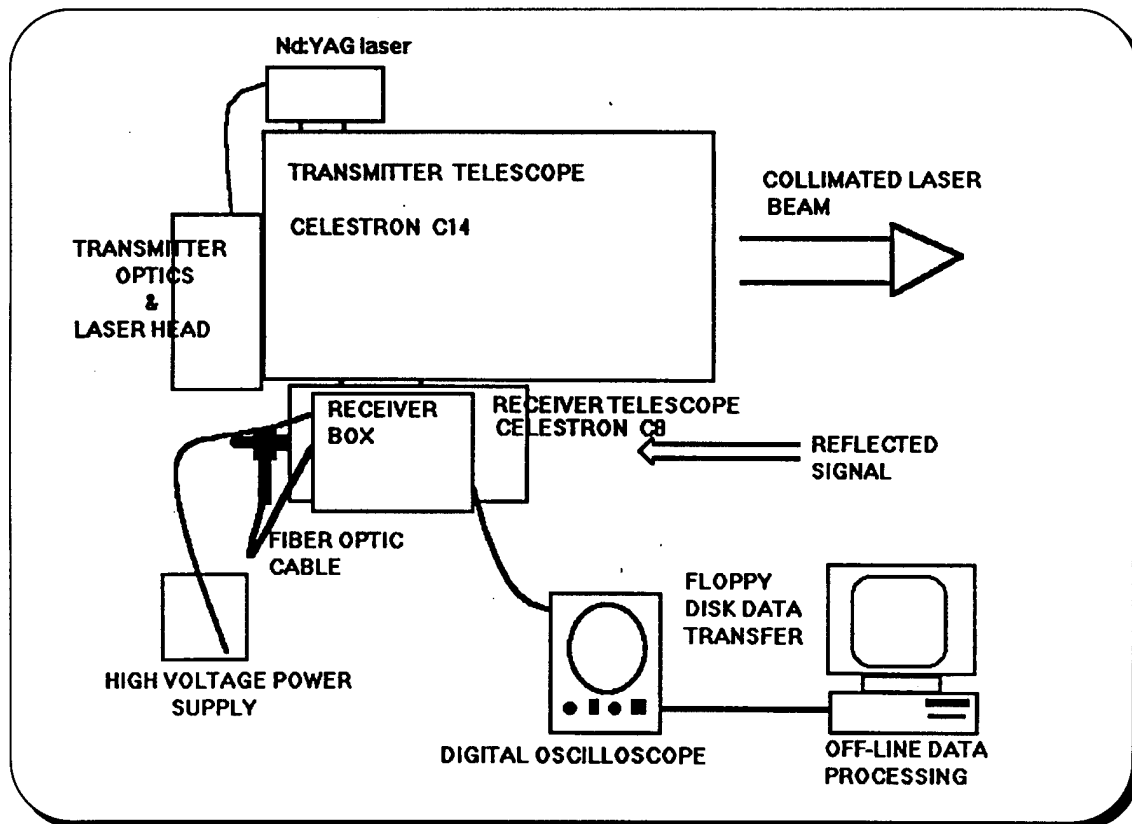 Nd:YAG laser
TRANSMITTER TELESCOPE
CELESTRON C14
COLLIMATED LASER
BEAM
TRANSMITTER
OPTICS
&
LASER HEAD
RECEIVER
BOX
RECEIVER TELESCOPE
CELESTRON C8
REFLECTED
SIGNAL
FIBER OPTIC
CABLE
FLOPPY
DISK DATA
TRANSFER
HIGH VOLTAGE POWER
SUPPLY
DIGITAL OSCILLOSCOPE
OFF-LINE DATA
PROCESSING